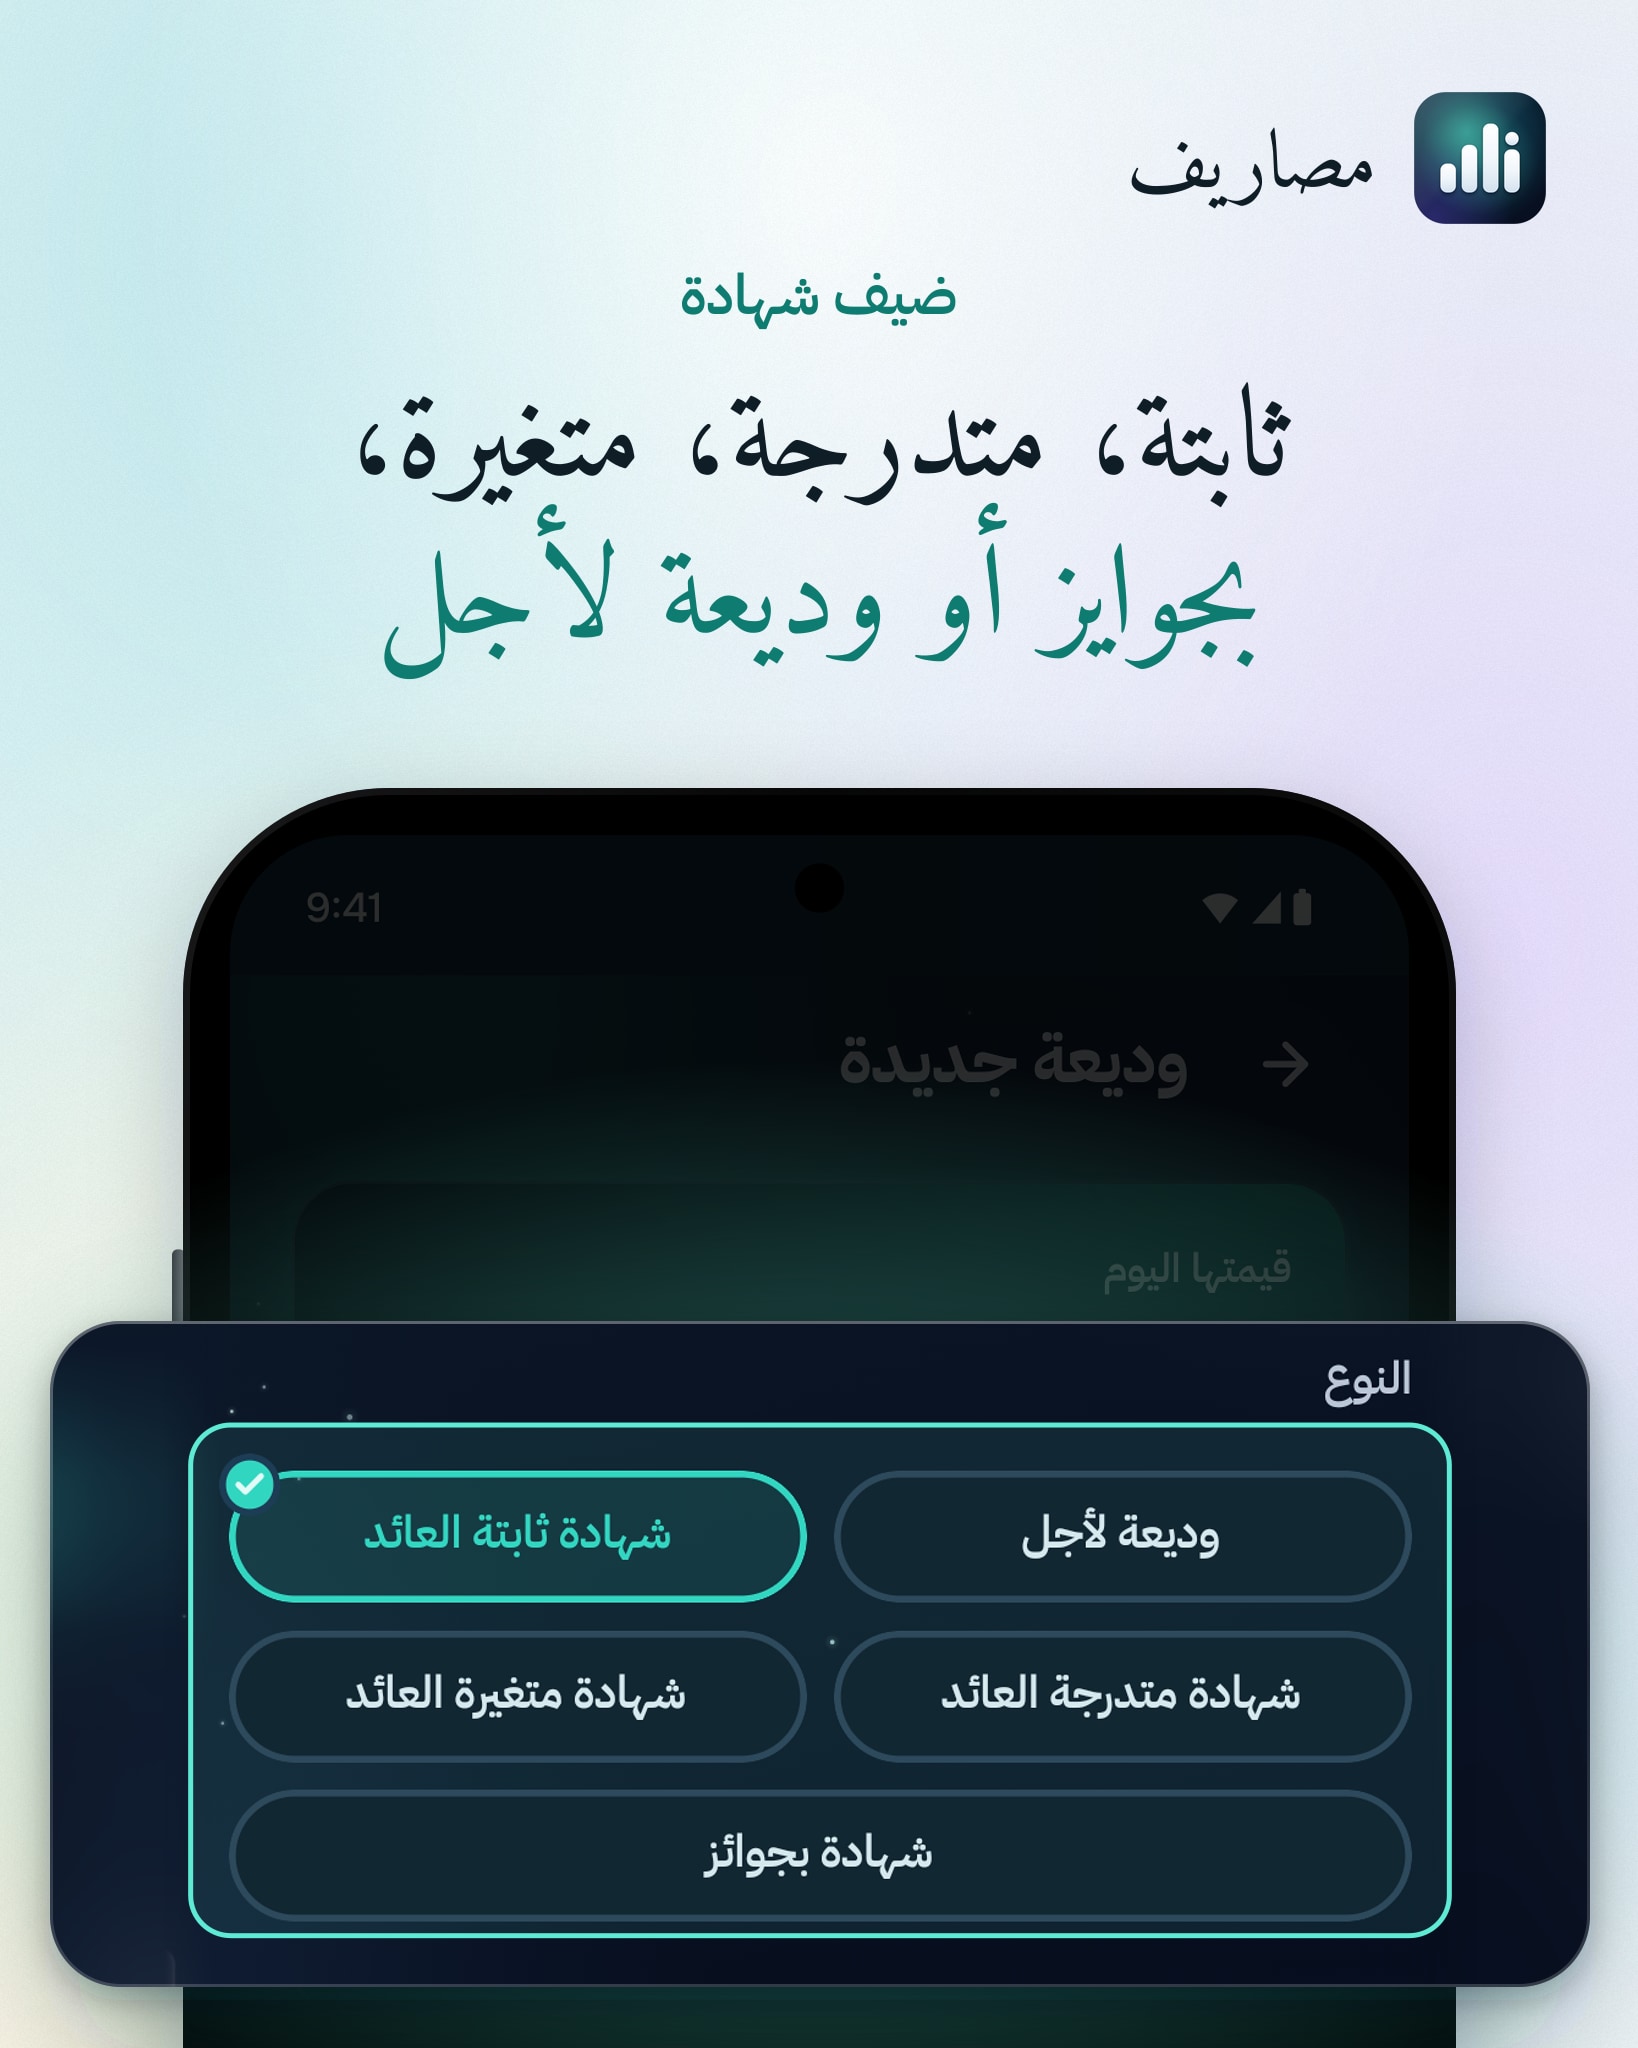 مصاريف
ضيف شهادة
ثابتة، متدرجة، متغيرة،
بجوايز أو وديعة لأجل
9:41
وديعة جديدة
قيمتها اليوم
النوع
وديعة لأجل
شهادة ثابتة العائد
شهادة متدرجة العائد
شهادة متغيرة العائد
شهادة بجوائز